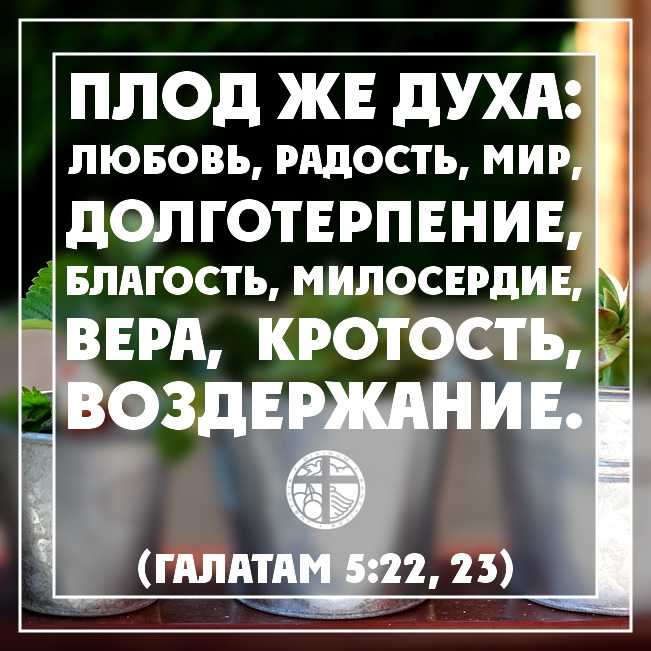 ПЛОД ЖЕ ДУХА:
ЛЮБОВЬ, РАДОСТЬ, МИР,
ДОЛГОТЕРПЕНИЕ,
БЛАГОСТЬ, МИЛОСЕРДИЕ,
ВЕРА, КРОТОСТЬ,
ВОЗДЕРЖАНИЕ.
(ГАЛАТАМ 5:22, 23)